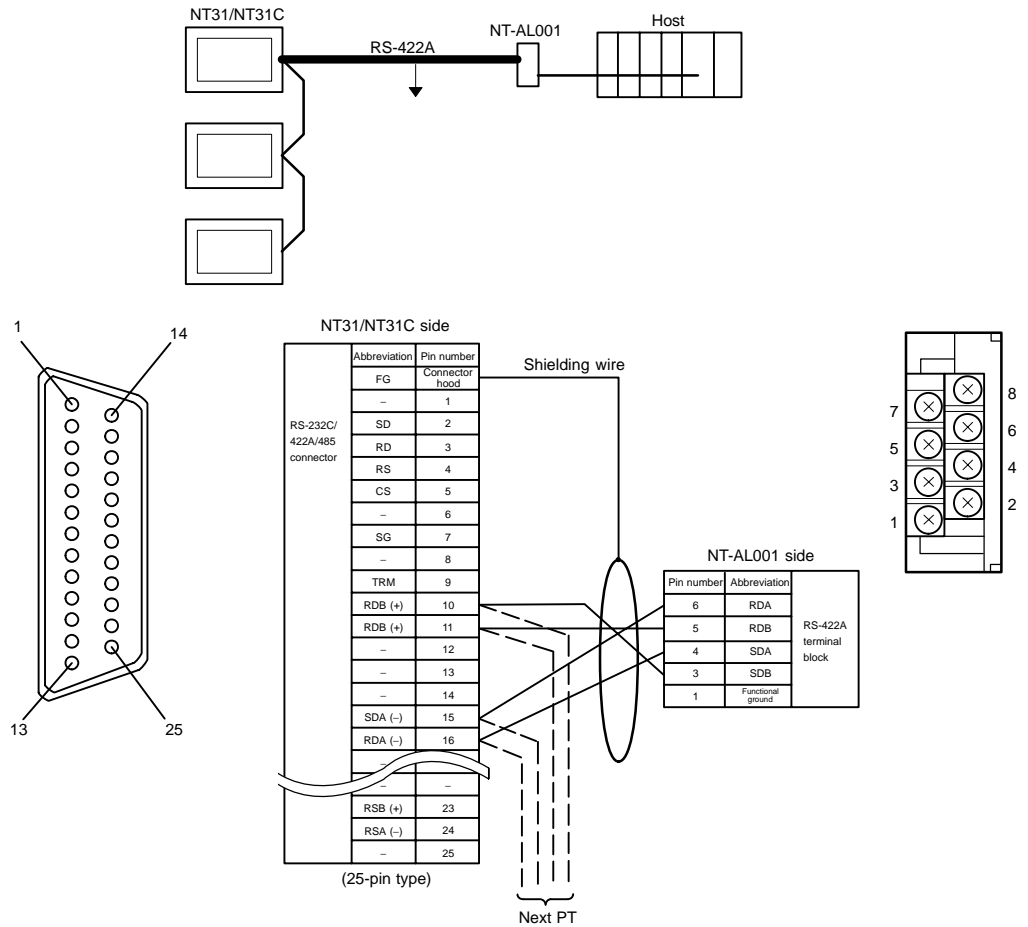 NT31/NT31C
RS-422A
NT-AL001
Host
1
14
13
25
NT31/NT31C side
RS-232C/
422A/485
connector
Abbreviation Pin number
FG Connector hood
– 1
SD 2
RD 3
RS 4
CS 5
– 6
SG 7
– 8
TRM 9
RDB (+) 10
RDB (+) 11
– 12
– 13
– 14
SDA (–) 15
RDA (–) 16
–
– –
RSB (+) 23
RSA (–) 24
– 25
(25-pin type)
Shielding wire
Next PT
NT-AL001 side
Pin number Abbreviation
6 RDA
5 RDB
4 SDA
3 SDB
1 Functional ground
RS-422A
terminal
block
7
5
3
1
8
6
4
2